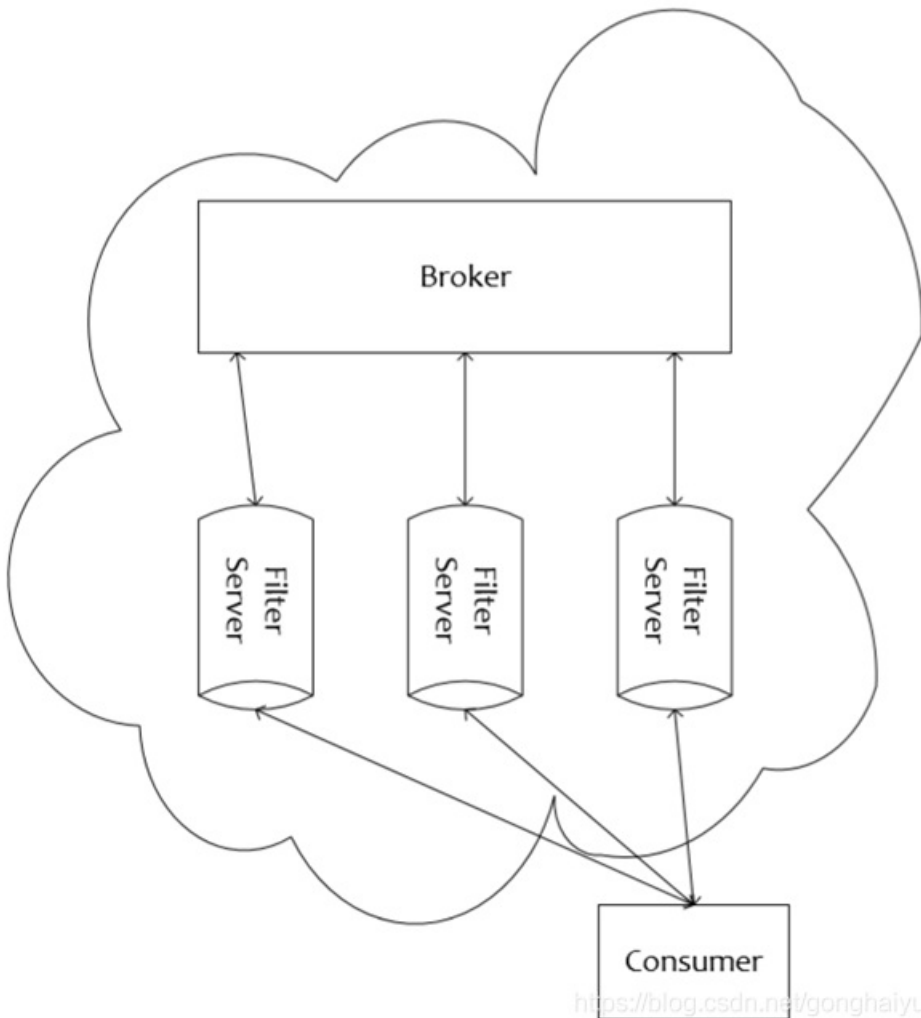 Broker
Filter
Server
Filter
Server
Filter
Server
Consumer
https://blog.csdn.net/gonghaiyu